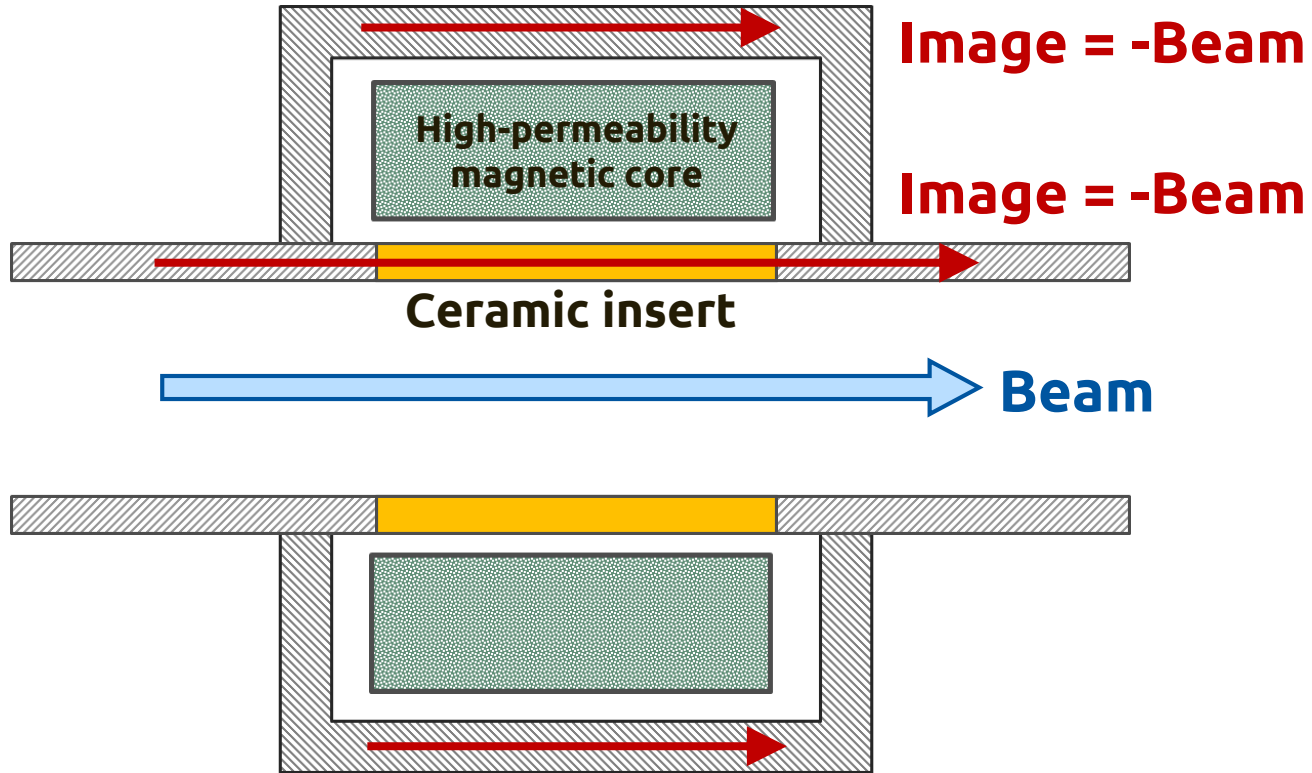 Image = -Beam
High-permeability
magnetic core
Image = -Beam
Ceramic insert
Beam